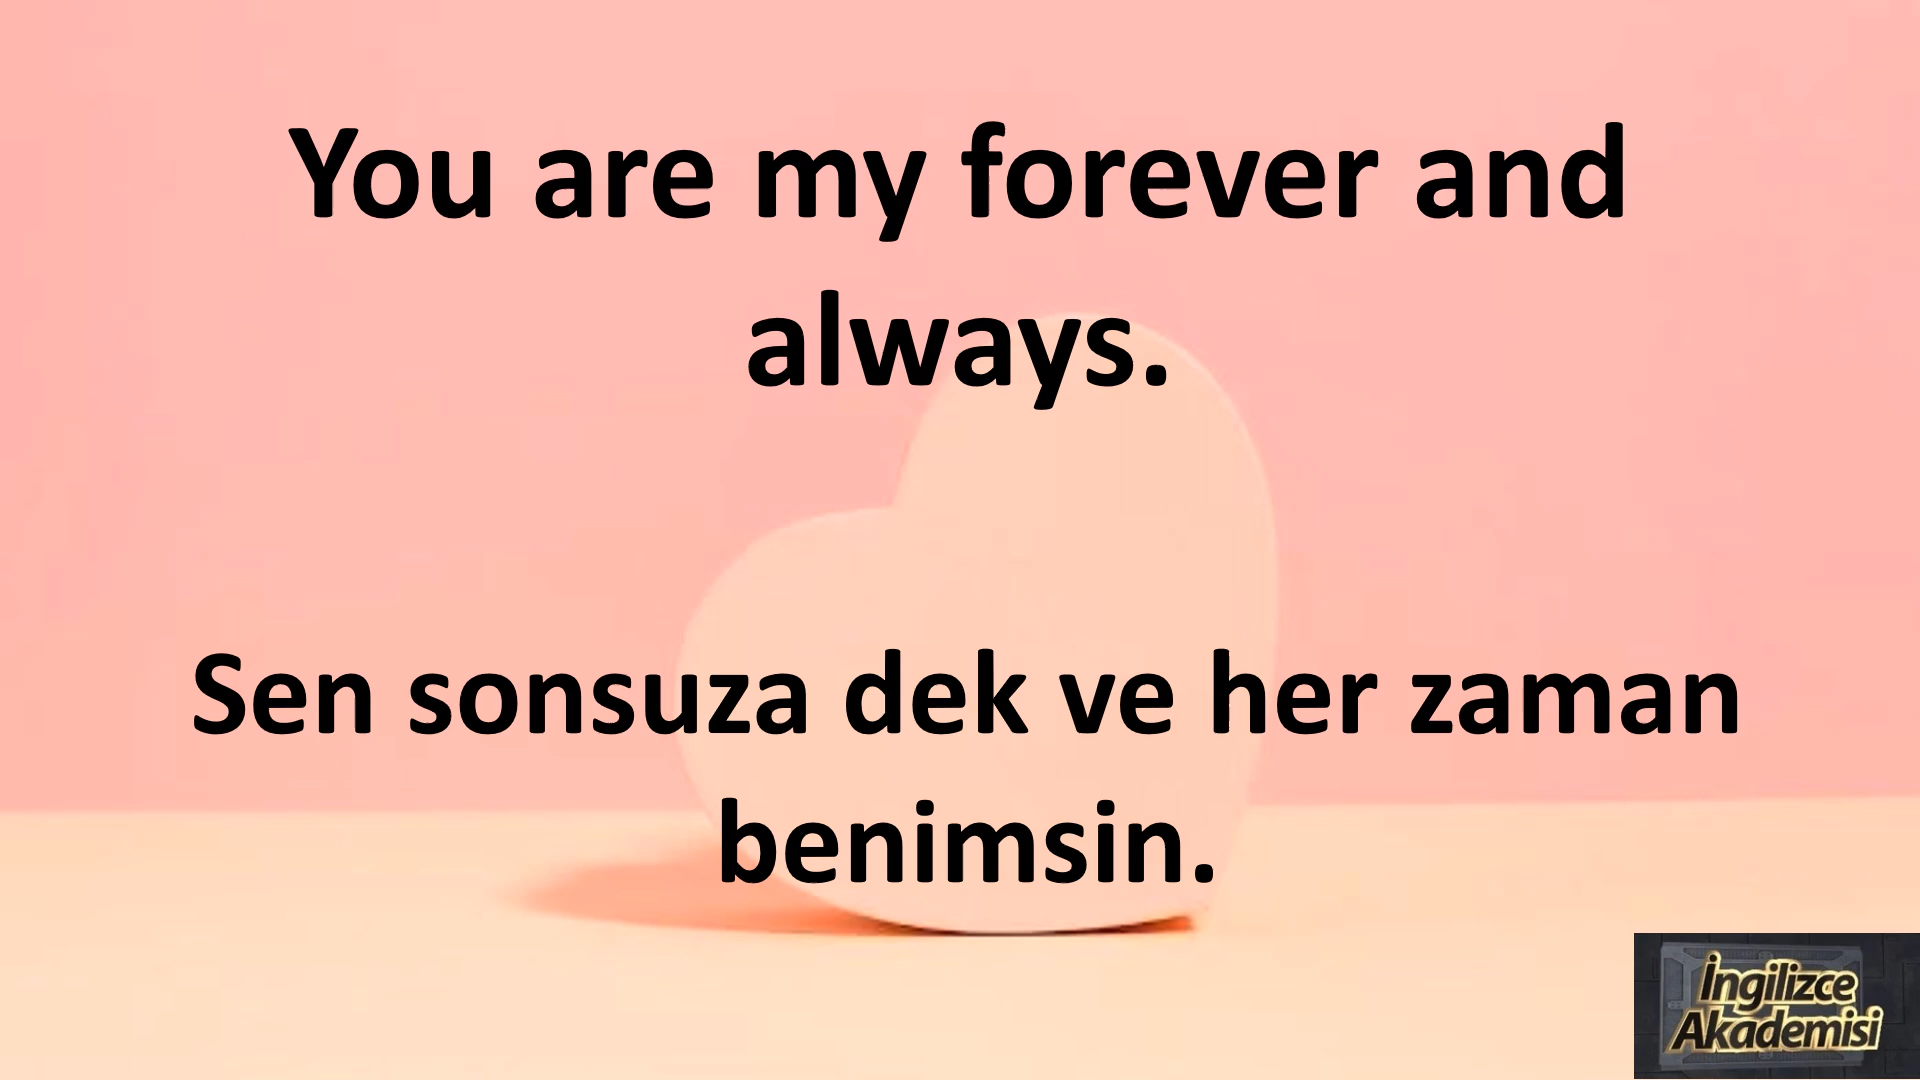 You are my forever and
always.
Sen sonsuza dek ve her zaman
benimsin.
İngilizce
Akademisi